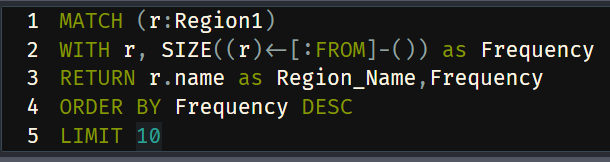 1 MATCH (r:Region1)
2 WITH r, SIZE((r)<-[:FROM]-()) as Frequency
3 RETURN r.name as Region_Name,Frequency
4 ORDER BY Frequency DESC
5 LIMIT 10